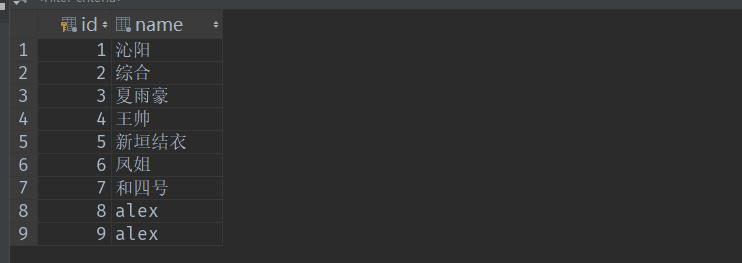 id name
1 1 沁阳
2 2 综合
3 3 夏雨豪
4 4 王帅
5 5 新垣结衣
6 6 凤姐
7 7 和四号
8 8 alex
9 9 alex